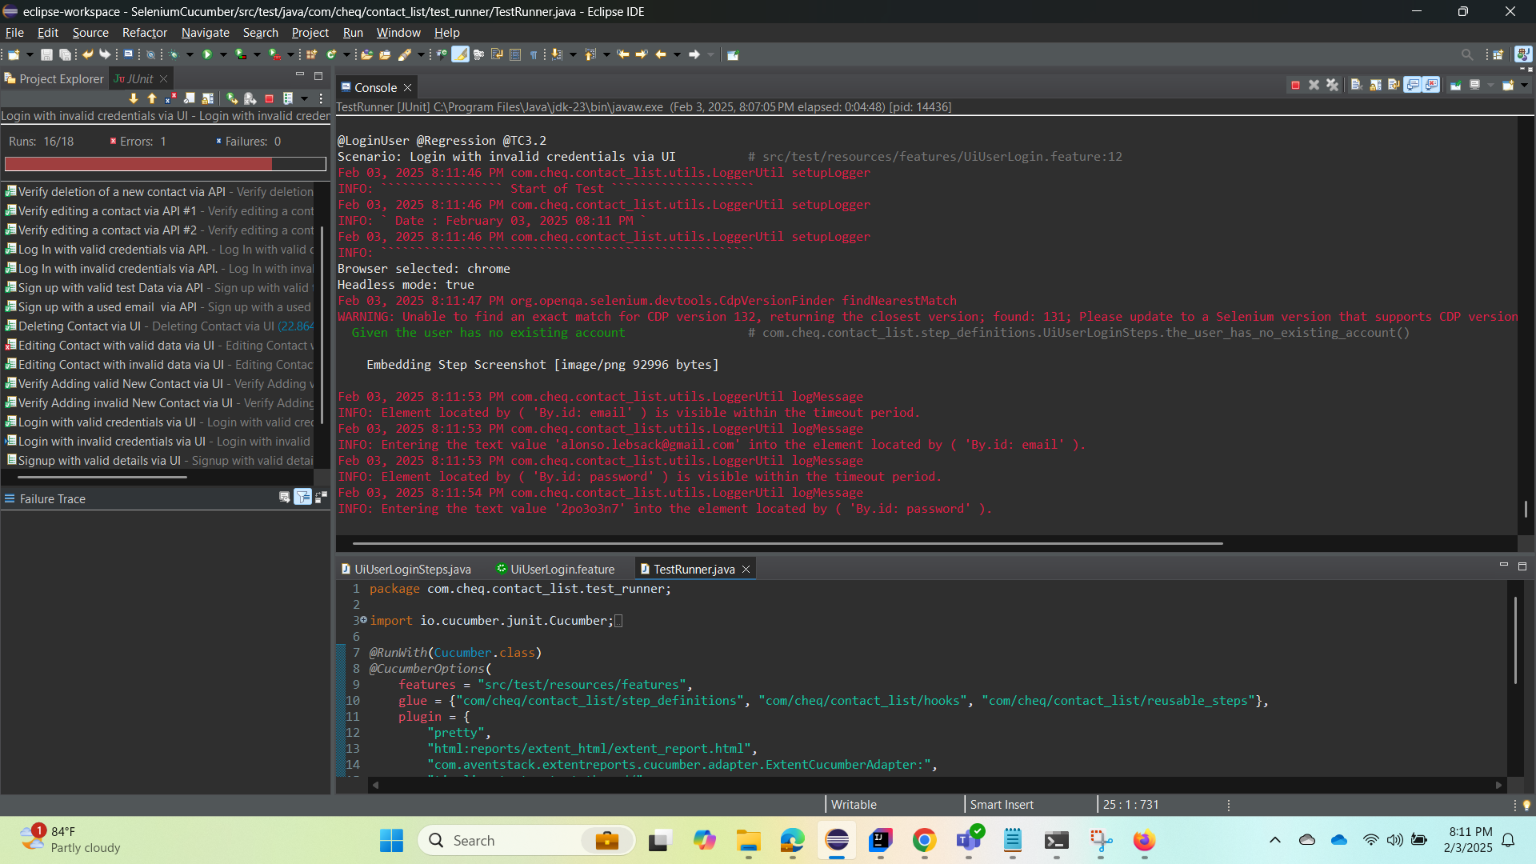 eclipse-workspace - SeleniumCucumber/src/test/java/com/cheq/contact_list/test_runner/TestRunner.java - Eclipse IDE
File Edit Source Refactor Navigate Search Project Run Window Help
Project Explorer JUnit
Login with invalid credentials via UI - Login with invalid creder
Runs: 16/18 Errors: 1 Failures: 0
Verify deletion of a new contact via API - Verify deletion
Verify editing a contact via API #1 - Verify editing a cont
Verify editing a contact via API #2 - Verify editing a cont
Log In with valid credentials via API. - Log In with valid c
Log In with invalid credentials via API. - Log In with inva
Sign up with valid test Data via API - Sign up with valid
Sign up with a used email via API - Sign up with a used
Deleting Contact via UI - Deleting Contact via UI (22.864
Editing Contact with valid data via UI - Editing Contact
Editing Contact with invalid data via UI - Editing Contac
Verify Adding valid New Contact via UI - Verify Adding
Verify Adding invalid New Contact via UI - Verify Adding
Login with valid credentials via UI - Login with valid cred
Login with invalid credentials via UI - Login with invalid
Signup with valid details via UI - Signup with valid detai
Failure Trace
Console
TestRunner [JUnit] C:\Program Files\Java\jdk-23\bin\javaw.exe (Feb 3, 2025, 8:07:05 PM elapsed: 0:04:48) [pid: 14436]
@LoginUser @Regression @TC3.2
Scenario: Login with invalid credentials via UI # src/test/resources/features/UiUserLogin.feature:12
Feb 03, 2025 8:11:46 PM com.cheq.contact_list.utils.LoggerUtil setupLogger
INFO: ````````````````` Start of Test ````````````````````
Feb 03, 2025 8:11:46 PM com.cheq.contact_list.utils.LoggerUtil setupLogger
INFO: ` Date : February 03, 2025 08:11 PM `
Feb 03, 2025 8:11:46 PM com.cheq.contact_list.utils.LoggerUtil setupLogger
INFO: ````````````````````````````````````````````````````
Browser selected: chrome
Headless mode: true
Feb 03, 2025 8:11:47 PM org.openqa.selenium.devtools.CdpVersionFinder findNearestMatch
WARNING: Unable to find an exact match for CDP version 132, returning the closest version; found: 131; Please update to a Selenium version that supports CDP version
Given the user has no existing account # com.cheq.contact_list.step_definitions.UiUserLoginSteps.the_user_has_no_existing_account()
Embedding Step Screenshot [image/png 92996 bytes]
Feb 03, 2025 8:11:53 PM com.cheq.contact_list.utils.LoggerUtil logMessage
INFO: Element located by ( 'By.id: email' ) is visible within the timeout period.
Feb 03, 2025 8:11:53 PM com.cheq.contact_list.utils.LoggerUtil logMessage
INFO: Entering the text value 'alonso.lebsack@gmail.com' into the element located by ( 'By.id: email' ).
Feb 03, 2025 8:11:53 PM com.cheq.contact_list.utils.LoggerUtil logMessage
INFO: Element located by ( 'By.id: password' ) is visible within the timeout period.
Feb 03, 2025 8:11:54 PM com.cheq.contact_list.utils.LoggerUtil logMessage
INFO: Entering the text value '2po3o3n7' into the element located by ( 'By.id: password' ).
UiUserLoginSteps.java UiUserLogin.feature TestRunner.java
1 package com.cheq.contact_list.test_runner;
2
3 import io.cucumber.junit.Cucumber;
6
7 @RunWith(Cucumber.class)
8 @CucumberOptions(
9 features = "src/test/resources/features",
10 glue = {"com/cheq/contact_list/step_definitions", "com/cheq/contact_list/hooks", "com/cheq/contact_list/reusable_steps"},
11 plugin = {
12 "pretty",
13 "html:reports/extent_html/extent_report.html",
14 "com.aventstack.extentreports.cucumber.adapter.ExtentCucumberAdapter:",
Writable Smart Insert 25 : 1 : 731
1 84°F
Partly cloudy
Search
8:11 PM
2/3/2025